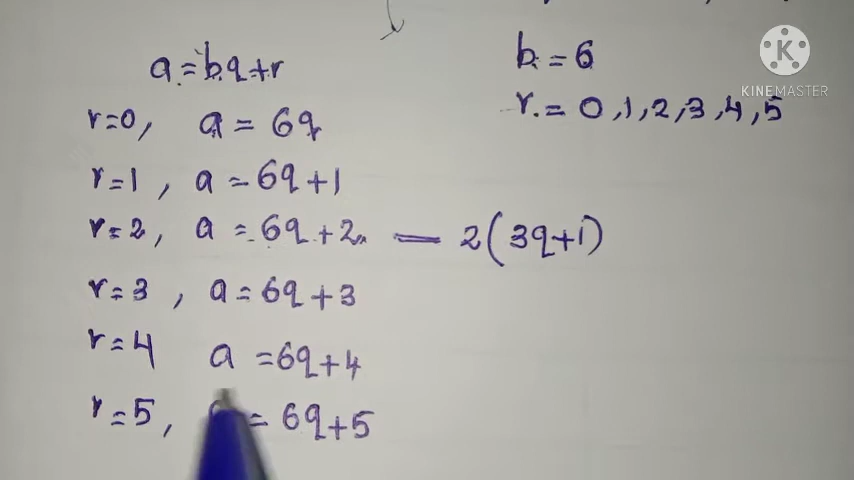 a = bq+r
b = 6
KINEMASTER
r = 0,1,2,3,4,5
r=0, a = 6q
r=1, a = 6q+1
r=2, a = 6q+2 — 2(3q+1)
r=3, a = 6q+3
r=4 a = 6q+4
r=5, = 6q+5